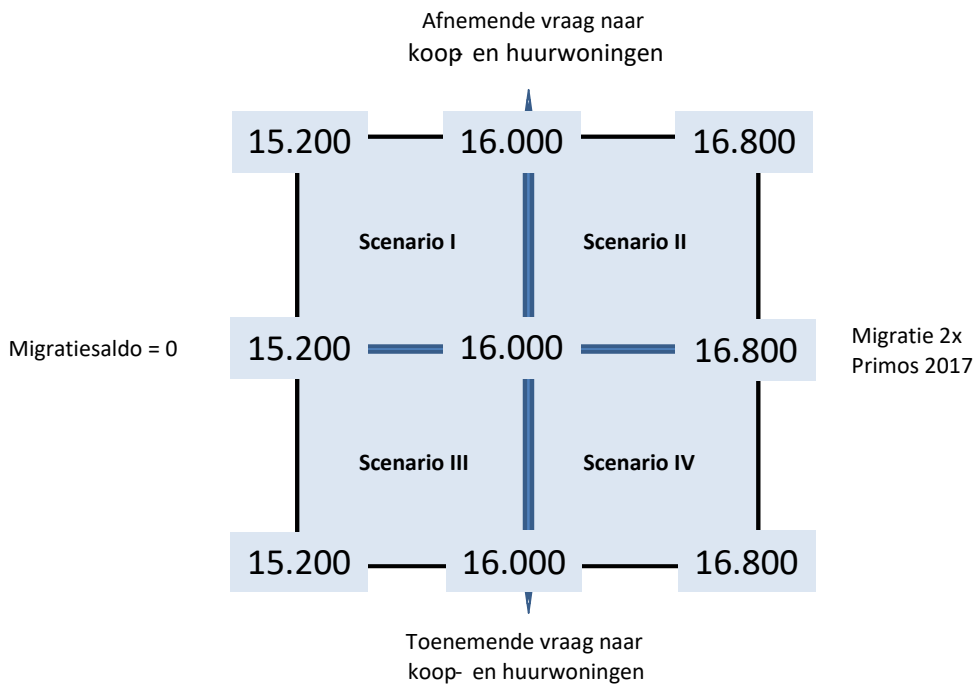 Afnemende vraag naar
koop- en huurwoningen
15.200 16.000 16.800
Scenario I Scenario II
Migratiesaldo = 0 15.200 16.000 16.800 Migratie 2x
Primos 2017
Scenario III Scenario IV
15.200 16.000 16.800
Toenemende vraag naar
koop- en huurwoningen